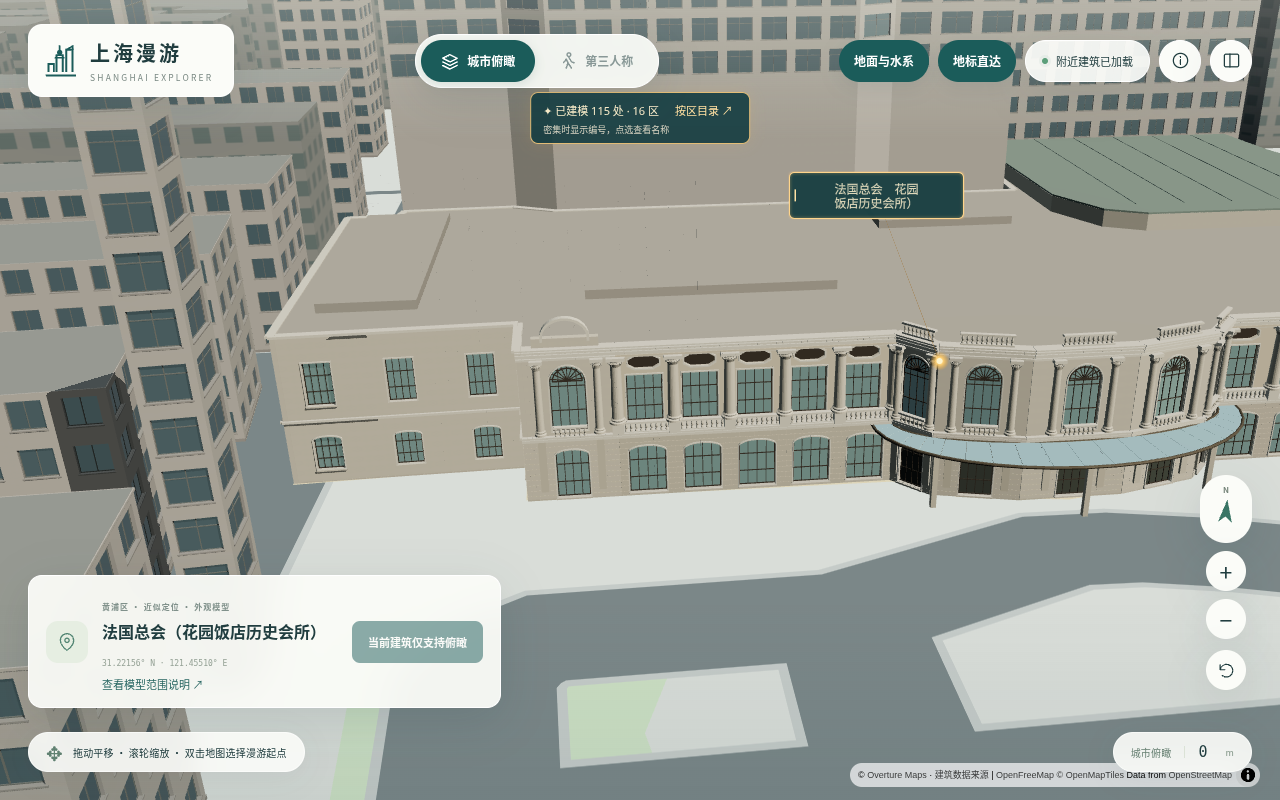 上海漫游
SHANGHAI EXPLORER
城市俯瞰
第三人称
地面与水系
地标直达
附近建筑已加载
✦ 已建模 115 处 · 16 区 按区目录 ↗
密集时显示编号，点选查看名称
法国总会 花园
饭店历史会所）
N
黄浦区 · 近似定位 · 外观模型
法国总会（花园饭店历史会所）
当前建筑仅支持俯瞰
31.22156° N · 121.45510° E
查看模型范围说明 ↗
拖动平移 · 滚轮缩放 · 双击地图选择漫游起点
城市俯瞰 0 m
© Overture Maps · 建筑数据来源 | OpenFreeMap © OpenMapTiles Data from OpenStreetMap